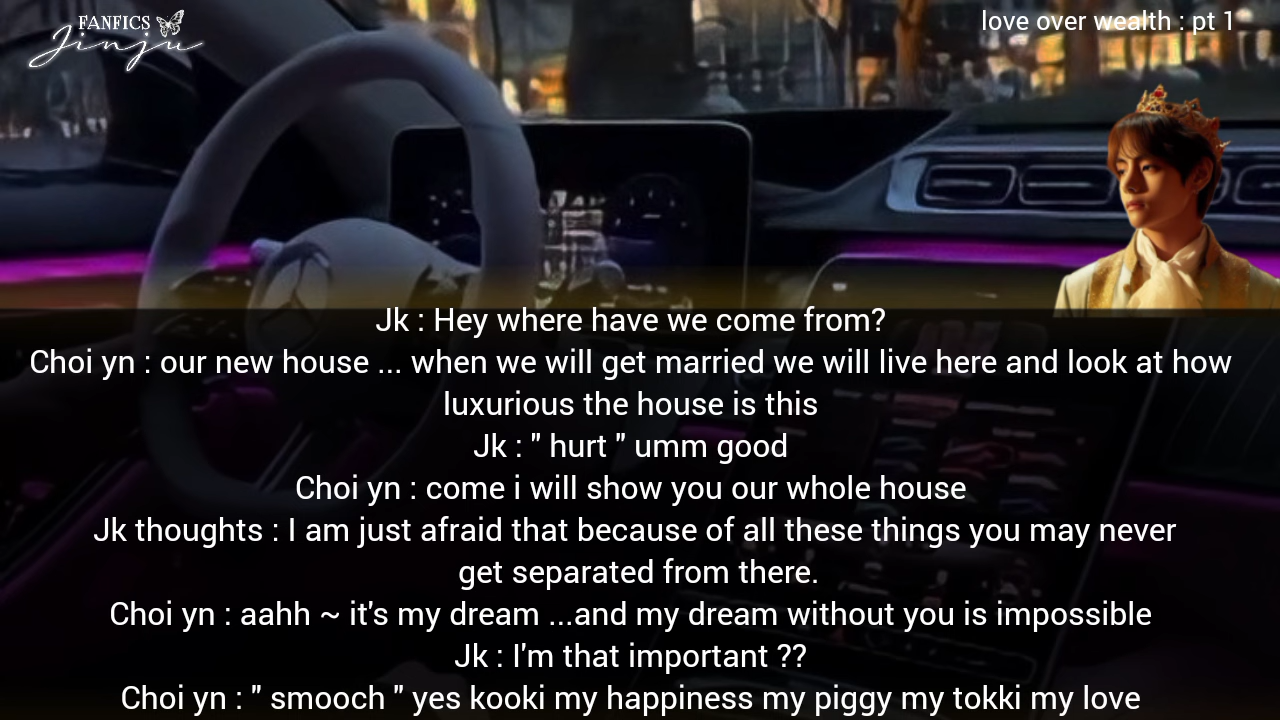 FANFICS
Jinju
love over wealth : pt 1
Jk : Hey where have we come from?
Choi yn : our new house ... when we will get married we will live here and look at how
luxurious the house is this
Jk : " hurt " umm good
Choi yn : come i will show you our whole house
Jk thoughts : I am just afraid that because of all these things you may never
get separated from there.
Choi yn : aahh ~ it's my dream ...and my dream without you is impossible
Jk : I'm that important ??
Choi yn : " smooch " yes kooki my happiness my piggy my tokki my love